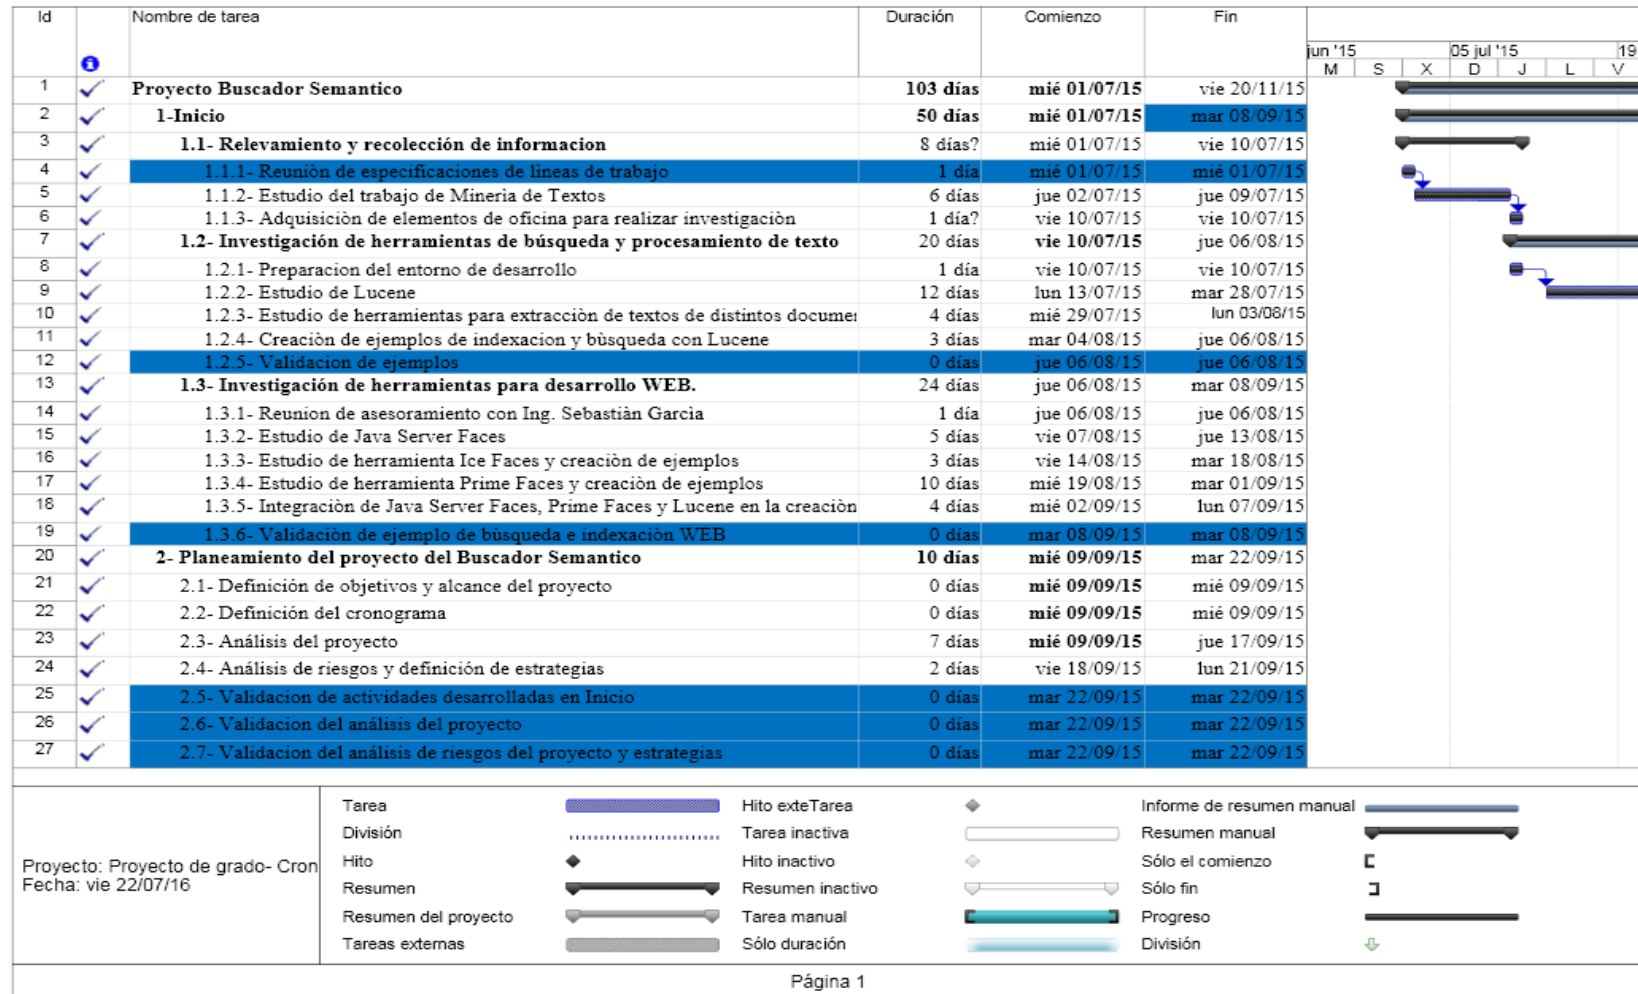 Id Nombre de tarea Duración Comienzo Fin
jun '15 05 jul '15 19
M S X D J L V
1 Proyecto Buscador Semantico 103 días mié 01/07/15 vie 20/11/15
2 1-Inicio 50 días mié 01/07/15 mar 08/09/15
3 1.1- Relevamiento y recolección de informacion 8 días? mié 01/07/15 vie 10/07/15
4 1.1.1- Reuniòn de especificaciones de lineas de trabajo 1 día mié 01/07/15 mié 01/07/15
5 1.1.2- Estudio del trabajo de Mineria de Textos 6 días jue 02/07/15 jue 09/07/15
6 1.1.3- Adquisiciòn de elementos de oficina para realizar investigaciòn 1 día? vie 10/07/15 vie 10/07/15
7 1.2- Investigación de herramientas de búsqueda y procesamiento de texto 20 días vie 10/07/15 jue 06/08/15
8 1.2.1- Preparacion del entorno de desarrollo 1 día vie 10/07/15 vie 10/07/15
9 1.2.2- Estudio de Lucene 12 días lun 13/07/15 mar 28/07/15
10 1.2.3- Estudio de herramientas para extracciòn de textos de distintos docume 4 días mié 29/07/15 lun 03/08/15
11 1.2.4- Creaciòn de ejemplos de indexacion y bùsqueda con Lucene 3 días mar 04/08/15 jue 06/08/15
12 1.2.5- Validacion de ejemplos 0 días jue 06/08/15 jue 06/08/15
13 1.3- Investigación de herramientas para desarrollo WEB. 24 días jue 06/08/15 mar 08/09/15
14 1.3.1- Reunion de asesoramiento con Ing. Sebastiàn Garcìa 1 día jue 06/08/15 jue 06/08/15
15 1.3.2- Estudio de Java Server Faces 5 días vie 07/08/15 jue 13/08/15
16 1.3.3- Estudio de herramienta Ice Faces y creaciòn de ejemplos 3 días vie 14/08/15 mar 18/08/15
17 1.3.4- Estudio de herramienta Prime Faces y creaciòn de ejemplos 10 días mié 19/08/15 mar 01/09/15
18 1.3.5- Integraciòn de Java Server Faces, Prime Faces y Lucene en la creaciòn 4 días mié 02/09/15 lun 07/09/15
19 1.3.6- Validaciòn de ejemplo de bùsqueda e indexaciòn WEB 0 días mar 08/09/15 mar 08/09/15
20 2- Planeamiento del proyecto del Buscador Semantico 10 días mié 09/09/15 mar 22/09/15
21 2.1- Definición de objetivos y alcance del proyecto 0 días mié 09/09/15 mié 09/09/15
22 2.2- Definición del cronograma 0 días mié 09/09/15 mié 09/09/15
23 2.3- Análisis del proyecto 7 días mié 09/09/15 jue 17/09/15
24 2.4- Análisis de riesgos y definición de estrategias 2 días vie 18/09/15 lun 21/09/15
25 2.5- Validacion de actividades desarrolladas en Inicio 0 días mar 22/09/15 mar 22/09/15
26 2.6- Validacion del análisis del proyecto 0 días mar 22/09/15 mar 22/09/15
27 2.7- Validacion del análisis de riesgos del proyecto y estrategias 0 días mar 22/09/15 mar 22/09/15
Proyecto: Proyecto de grado- Cron
Fecha: vie 22/07/16
Tarea Hito exteTarea Informe de resumen manual
División Tarea inactiva Resumen manual
Hito Hito inactivo Sólo el comienzo
Resumen Resumen inactivo Sólo fin
Resumen del proyecto Tarea manual Progreso
Tareas externas Sólo duración División
Página 1